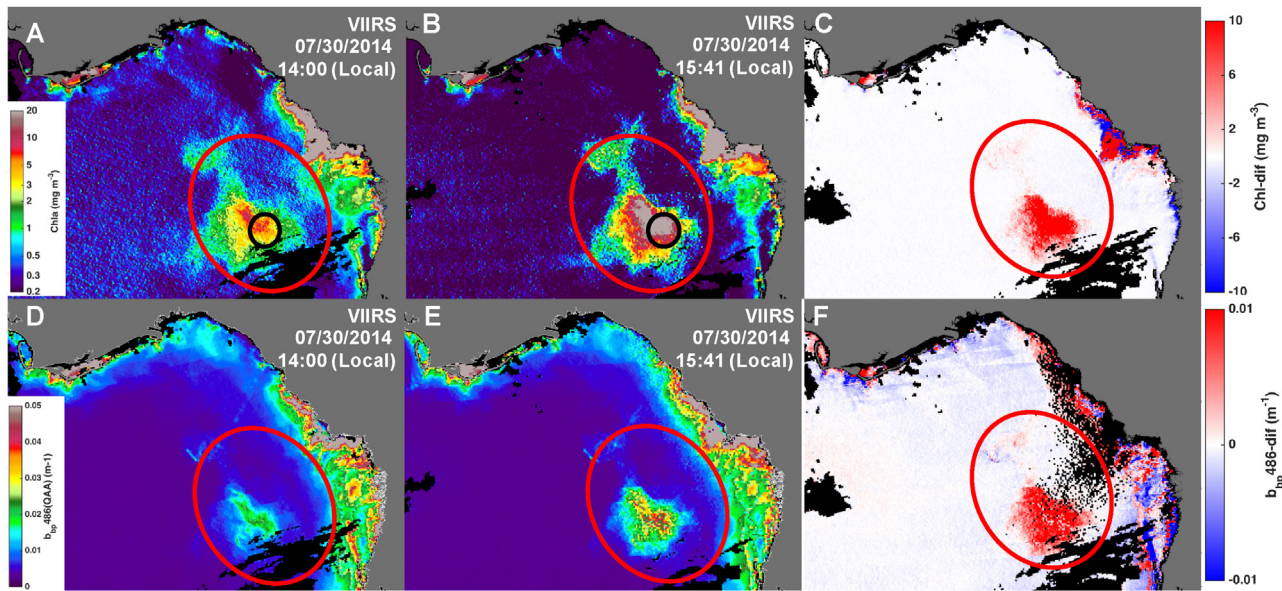 A
VIIRS
07/30/2014
14:00 (Local)
20
10
7
5
3
2
1
0.5
0.3
0.2
Chla (mg m-3)
B
VIIRS
07/30/2014
15:41 (Local)
C
10
6
2
-2
-6
-10
Chl-dif (mg m-3)
D
VIIRS
07/30/2014
14:00 (Local)
0.05
0.04
0.03
0.02
0.01
0
bbp486(QAA) (m-1)
E
VIIRS
07/30/2014
15:41 (Local)
F
0.01
0
-0.01
bbp486-dif (m-1)